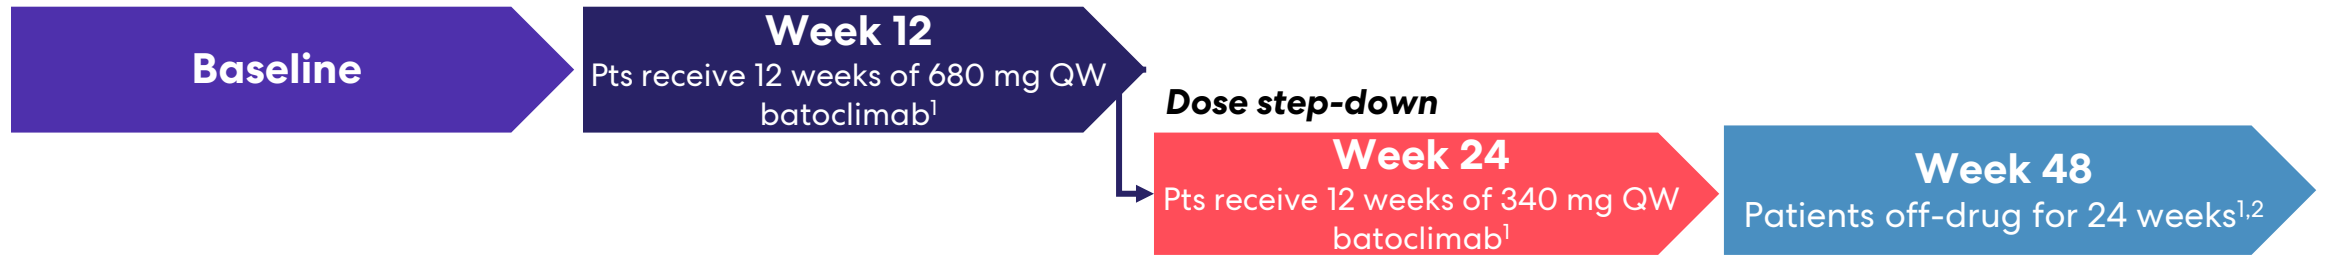 Baseline
Week 12
Pts receive 12 weeks of 680 mg QW
batoclimab¹
Dose step-down
Week 24
Pts receive 12 weeks of 340 mg QW
batoclimab¹
Week 48
Patients off-drug for 24 weeks¹,²